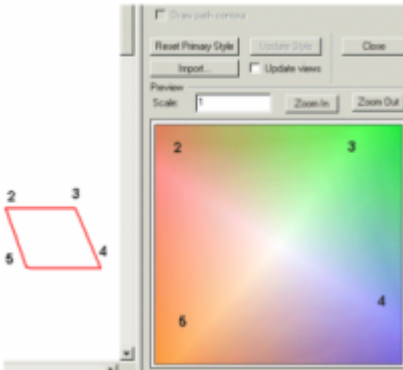 Draw path contour
Reset Primary Style Update Style Close
Import... Update views
Preview
Scale: 1 Zoom In Zoom Out
2 3
2 3
5 4
4
5